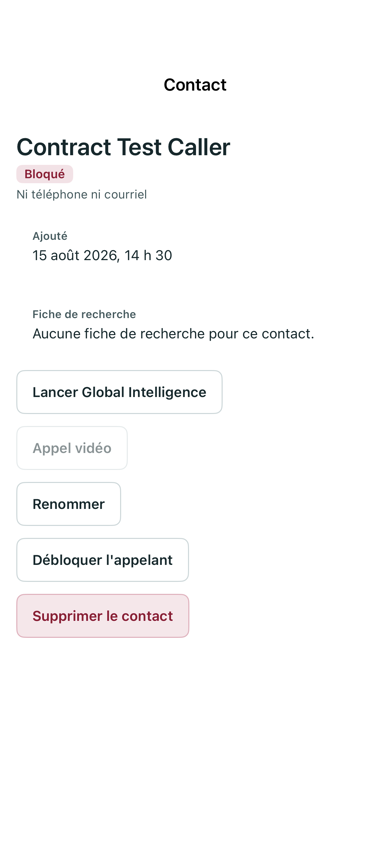 Contact
Contract Test Caller
Bloqué
Ni téléphone ni courriel
Ajouté
15 août 2026, 14 h 30
Fiche de recherche
Aucune fiche de recherche pour ce contact.
Lancer Global Intelligence
Appel vidéo
Renommer
Débloquer l'appelant
Supprimer le contact